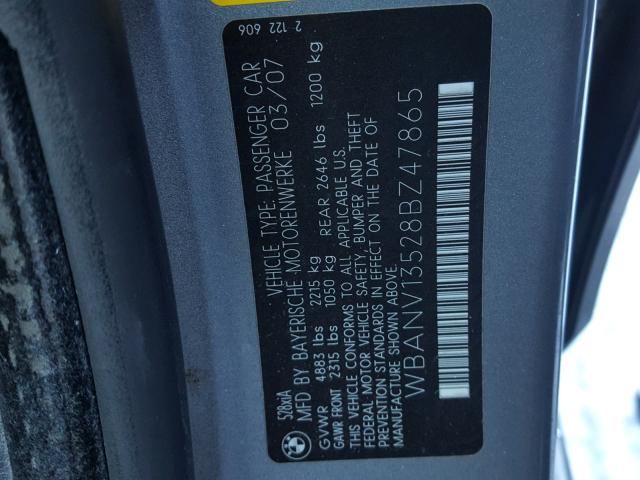 528xiA
VEHICLE TYPE: PASSENGER CAR
2 122 606
MFD BY BAYERISCHE MOTORENWERKE 03/07
GVWR 4883 lbs 2215 kg
GAWR FRONT 2315 lbs 1050 kg REAR 2646 lbs 1200 kg
THIS VEHICLE CONFORMS TO ALL APPLICABLE U.S.
FEDERAL MOTOR VEHICLE SAFETY, BUMPER AND THEFT
PREVENTION STANDARDS IN EFFECT ON THE DATE OF
MANUFACTURE SHOWN ABOVE.
WBANV13528BZ47865